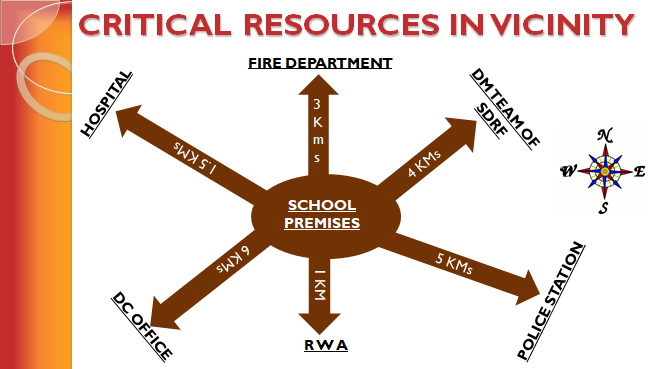 CRITICAL RESOURCES IN VICINITY
FIRE DEPARTMENT
HOSPITAL
DM TEAM OF
SDRF
3 Kms
1.5 KMs
4 KMs
N
W
E
S
SCHOOL
PREMISES
6 KMs
1 KM
5 KMs
DC OFFICE
RWA
POLICE STATION